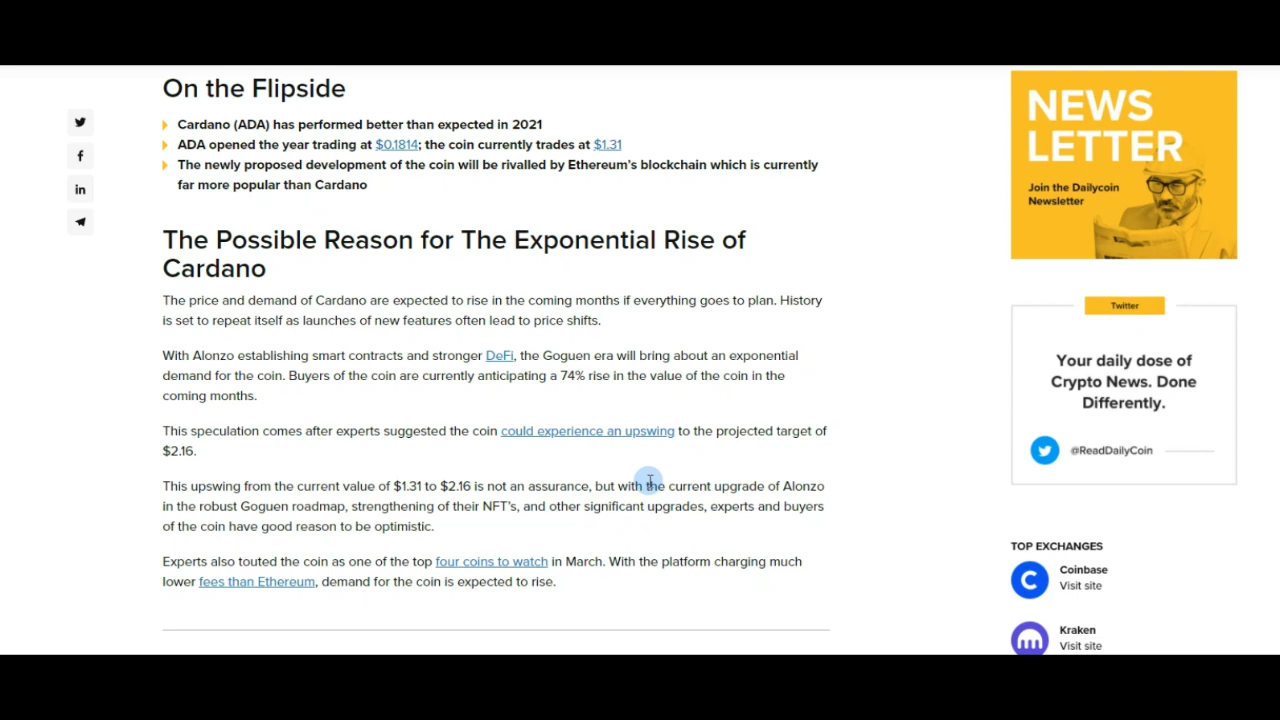 On the Flipside
Cardano (ADA) has performed better than expected in 2021
ADA opened the year trading at $0.1814; the coin currently trades at $1.31
The newly proposed development of the coin will be rivalled by Ethereum's blockchain which is currently
far more popular than Cardano
The Possible Reason for The Exponential Rise of
Cardano
The price and demand of Cardano are expected to rise in the coming months if everything goes to plan. History
is set to repeat itself as launches of new features often lead to price shifts.
With Alonzo establishing smart contracts and stronger DeFi, the Goguen era will bring about an exponential
demand for the coin. Buyers of the coin are currently anticipating a 74% rise in the value of the coin in the
coming months.
This speculation comes after experts suggested the coin could experience an upswing to the projected target of
$2.16.
This upswing from the current value of $1.31 to $2.16 is not an assurance, but with the current upgrade of Alonzo
in the robust Goguen roadmap, strengthening of their NFT's, and other significant upgrades, experts and buyers
of the coin have good reason to be optimistic.
Experts also touted the coin as one of the top four coins to watch in March. With the platform charging much
lower fees than Ethereum, demand for the coin is expected to rise.
NEWS
LETTER
Join the Dailycoin
Newsletter
Twitter
Your daily dose of
Crypto News. Done
Differently.
@ReadDailyCoin
TOP EXCHANGES
Coinbase
Visit site
Kraken
Visit site